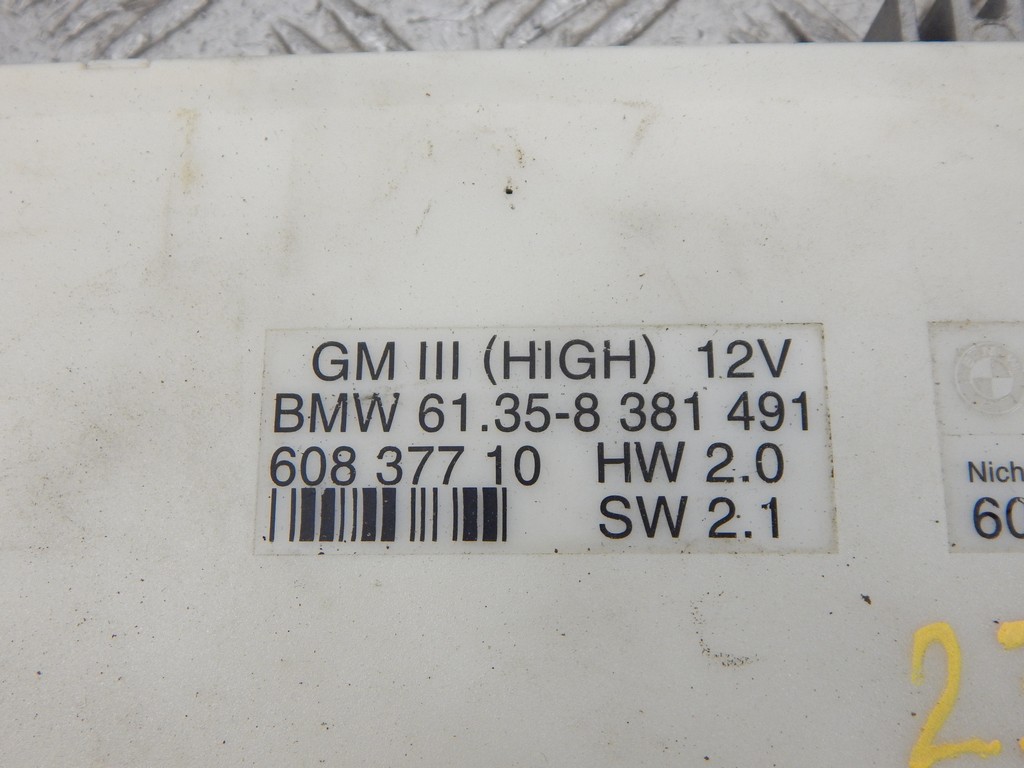 GM III (HIGH) 12V
BMW 61.35-8 381 491
608 377 10 HW 2.0
SW 2.1
Nich
60
2